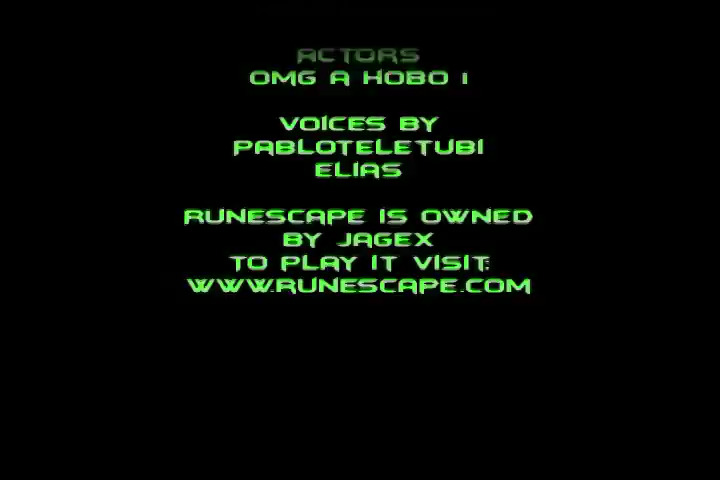 ACTORS
OMG A HOBO 1
VOICES BY
PABLOTELETUBI
ELIAS
RUNESCAPE IS OWNED
BY JAGEX
TO PLAY IT VISIT:
WWW.RUNESCAPE.COM